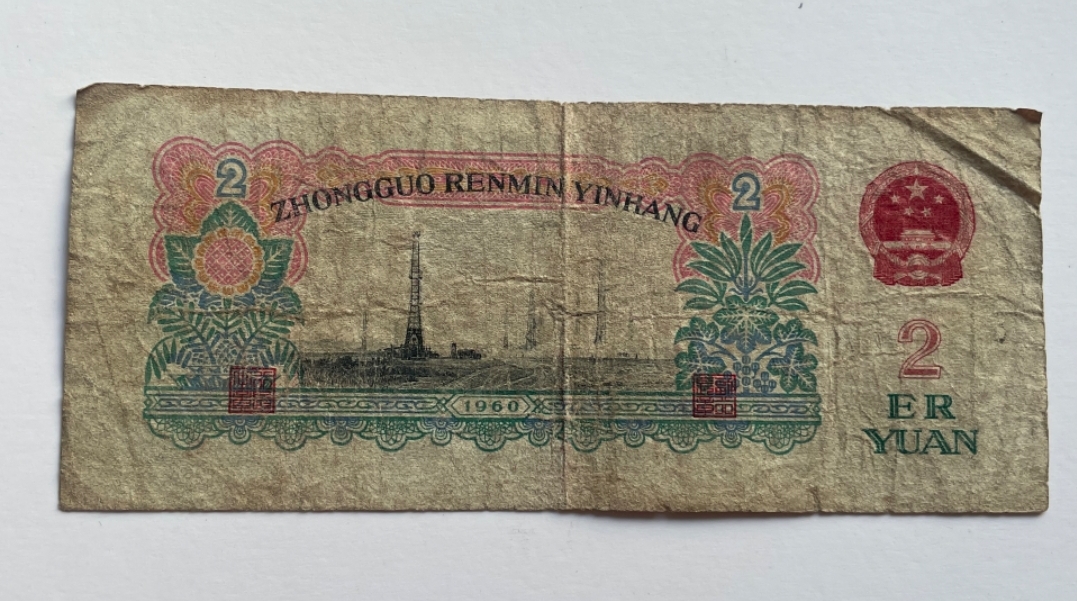 2
2
ZHONGGUO RENMIN YINHANG
1960
2
ER
YUAN